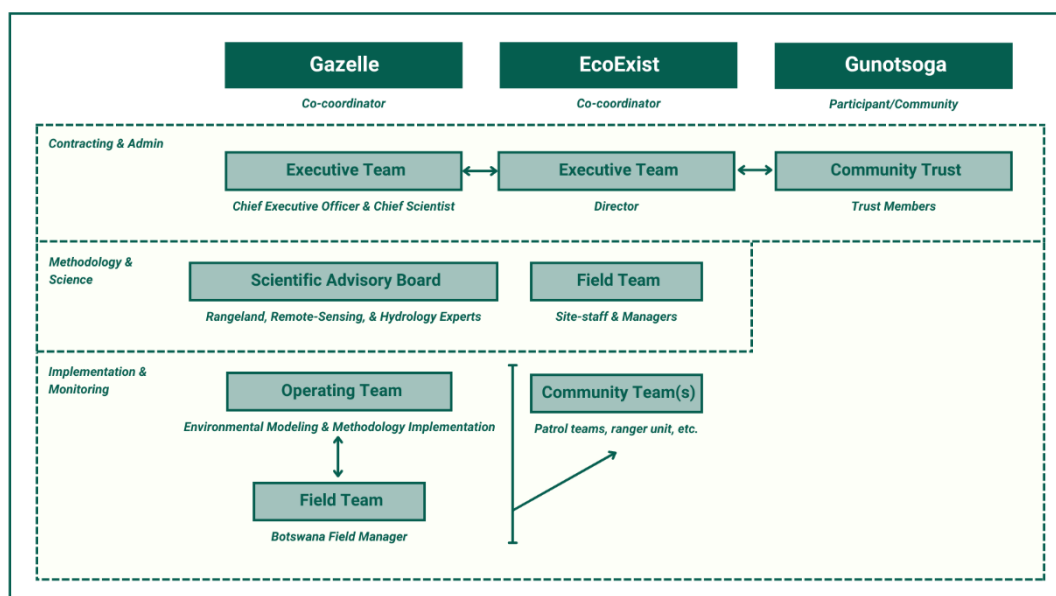 Gazelle
EcoExist
Gunotsoga
Co-coordinator
Co-coordinator
Participant/Community
Contracting & Admin
Executive Team
Executive Team
Community Trust
Chief Executive Officer & Chief Scientist
Director
Trust Members
Methodology &
Science
Scientific Advisory Board
Field Team
Rangeland, Remote-Sensing, & Hydrology Experts
Site-staff & Managers
Implementation &
Monitoring
Operating Team
Community Team(s)
Environmental Modeling & Methodology Implementation
Patrol teams, ranger unit, etc.
Field Team
Botswana Field Manager